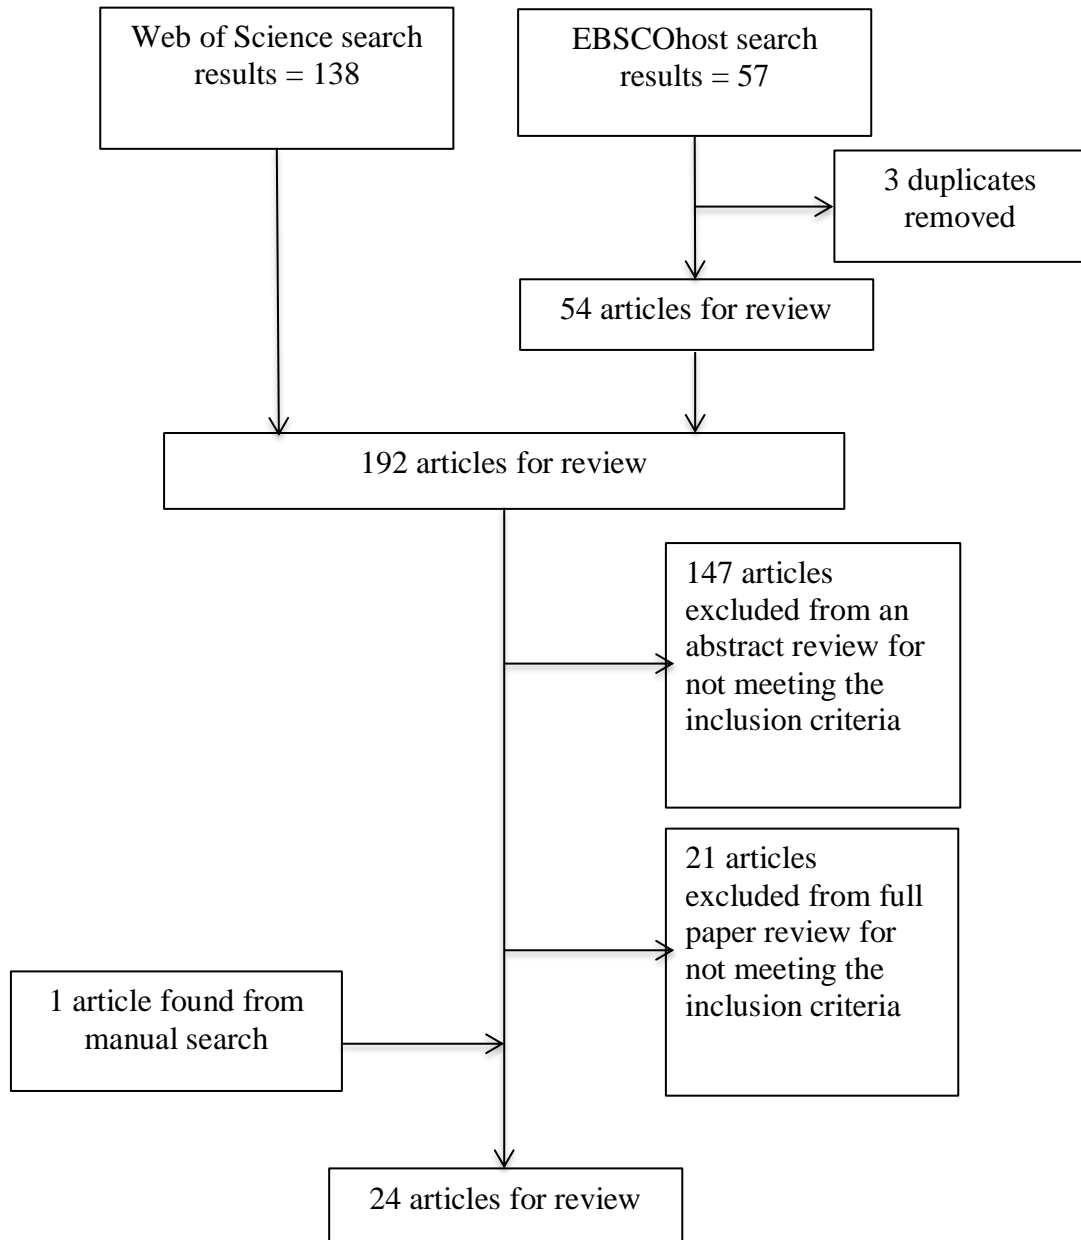 Web of Science search
results = 138
EBSCOhost search
results = 57
3 duplicates
removed
54 articles for review
192 articles for review
147 articles
excluded from an
abstract review for
not meeting the
inclusion criteria
21 articles
excluded from full
paper review for
not meeting the
inclusion criteria
1 article found from
manual search
24 articles for review